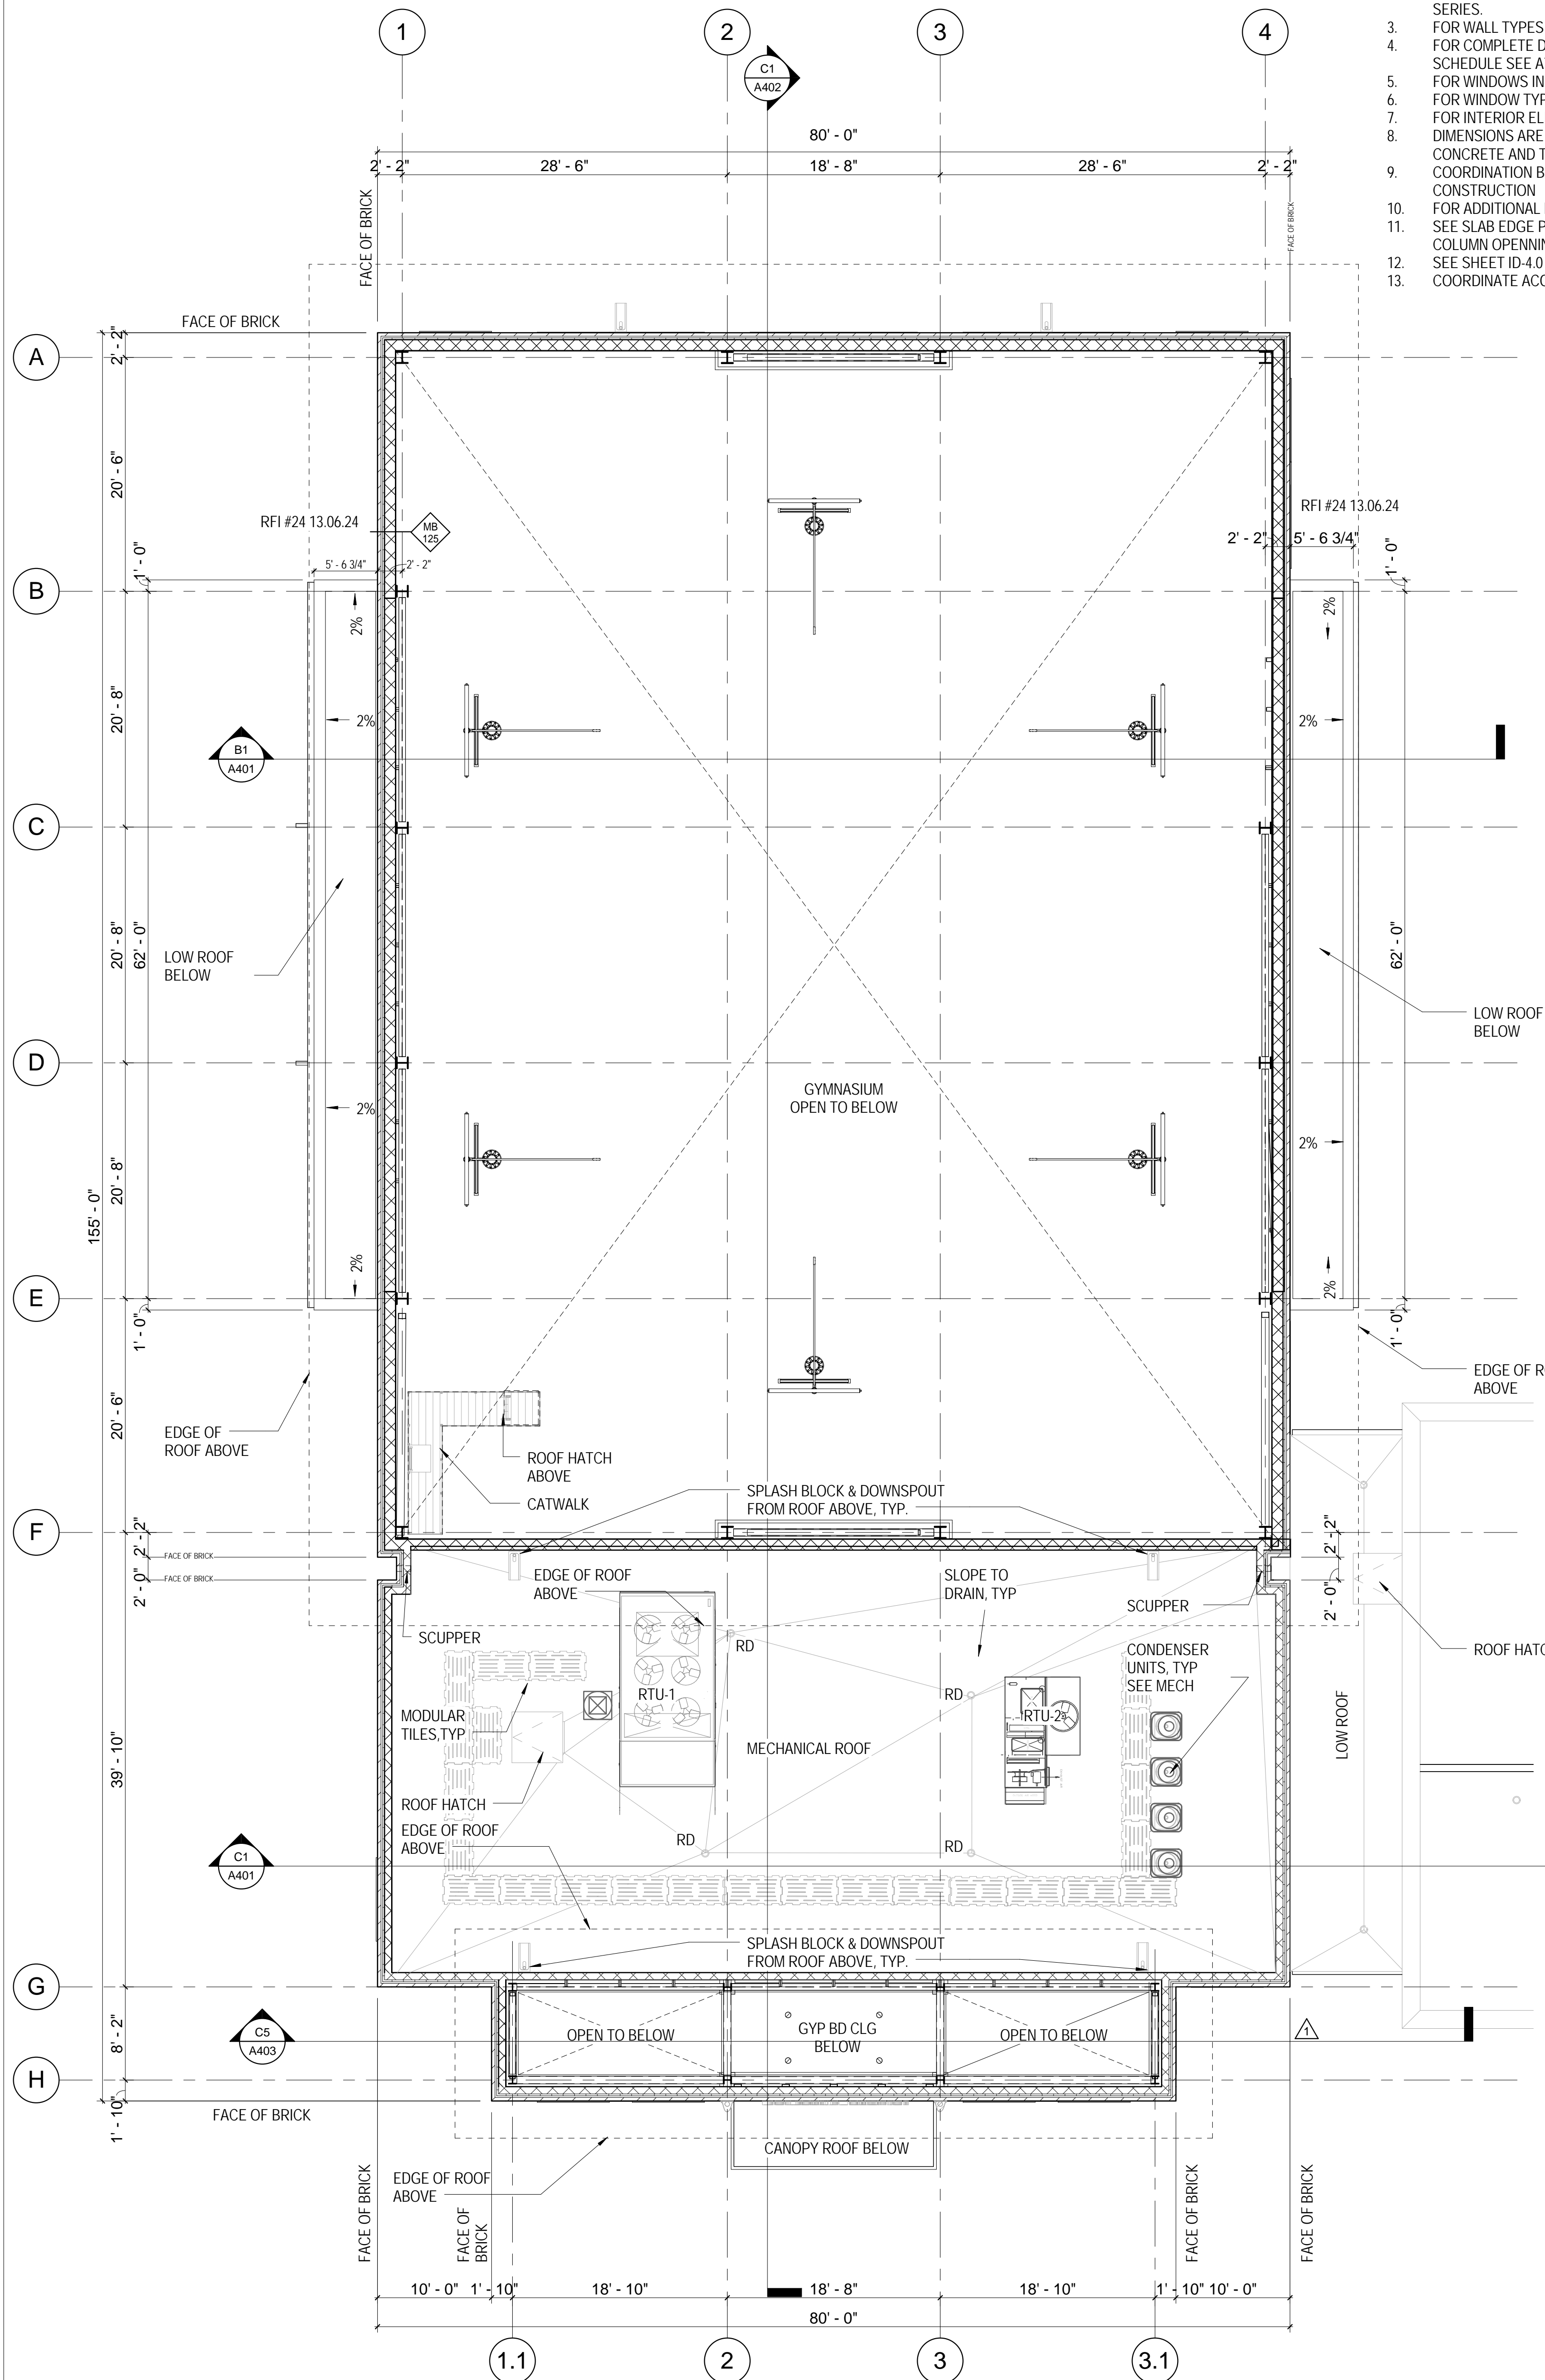 SERIES.
3. FOR WALL TYPES
4. FOR COMPLETE
SCHEDULE SEE
5. FOR WINDOWS IN
6. FOR WINDOW
7. FOR INTERIOR
8. DIMENSIONS ARE
CONCRETE AND
9. COORDINATION
CONSTRUCTION
10. FOR ADDITIONAL
11. SEE SLAB EDGE
COLUMN
12. SEE SHEET ID-4.0
13. COORDINATE
1
2
3
4
C1
A402
80' - 0"
2' - 2"
28' - 6"
18' - 8"
28' - 6"
2' - 2"
FACE OF BRICK
FACE OF BRICK
FACE OF BRICK
A
2' - 2"
20' - 6"
RFI #24 13.06.24
MB
125
RFI #24 13.06.24
5' - 6 3/4"
2' - 2"
2' - 2"
5' - 6 3/4"
1' - 0"
1' - 0"
B
2%
2%
20' - 8"
2%
2%
B1
A401
C
20' - 8"
62' - 0"
62' - 0"
LOW ROOF
BELOW
LOW ROOF
BELOW
D
GYMNASIUM
OPEN TO BELOW
2%
2%
20' - 8"
155' - 0"
2%
2%
E
1' - 0"
1' - 0"
EDGE OF
ABOVE
20' - 6"
EDGE OF
ROOF ABOVE
ROOF HATCH
ABOVE
CATWALK
SPLASH BLOCK & DOWNSPOUT
FROM ROOF ABOVE, TYP.
F
2' - 2"
2' - 2"
FACE OF BRICK
FACE OF BRICK
2' - 0"
2' - 0"
EDGE OF ROOF
ABOVE
SLOPE TO
DRAIN, TYP
SCUPPER
SCUPPER
RD
CONDENSER
UNITS, TYP
SEE MECH
ROOF
RTU-1
RD
RTU-2
MODULAR
TILES,TYP
MECHANICAL ROOF
LOW ROOF
39' - 10"
ROOF HATCH
EDGE OF ROOF
ABOVE
RD
RD
C1
A401
SPLASH BLOCK & DOWNSPOUT
FROM ROOF ABOVE, TYP.
G
8' - 2"
C5
A403
OPEN TO BELOW
GYP BD CLG
BELOW
OPEN TO BELOW
1
H
1' - 10"
FACE OF BRICK
CANOPY ROOF BELOW
EDGE OF ROOF
ABOVE
FACE OF BRICK
FACE OF
BRICK
FACE OF BRICK
FACE OF BRICK
10' - 0"
1' - 10"
18' - 10"
18' - 8"
18' - 10"
1' - 10"
10' - 0"
80' - 0"
1.1
2
3
3.1